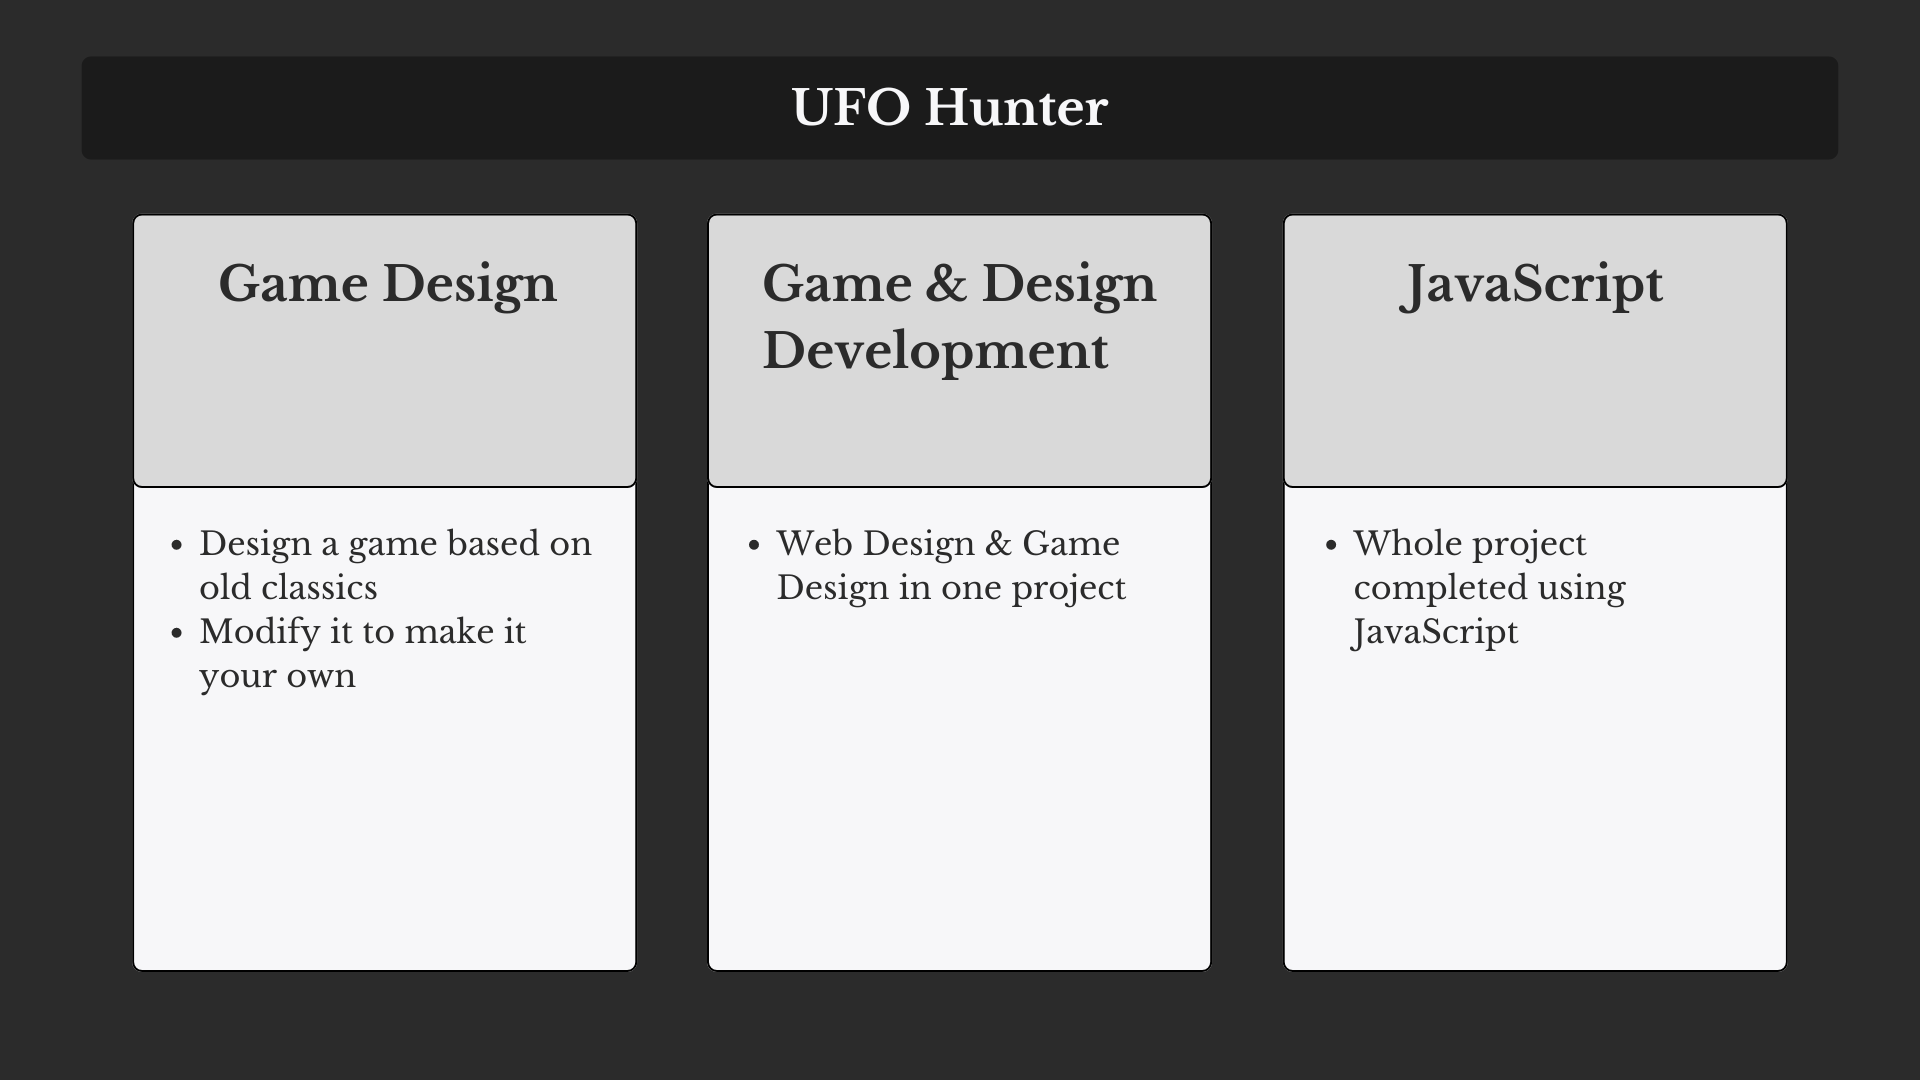 UFO Hunter
Game Design
Design a game based on
old classics
Modify it to make it
your own
Game & Design
Development
Web Design & Game
Design in one project
JavaScript
Whole project
completed using
JavaScript